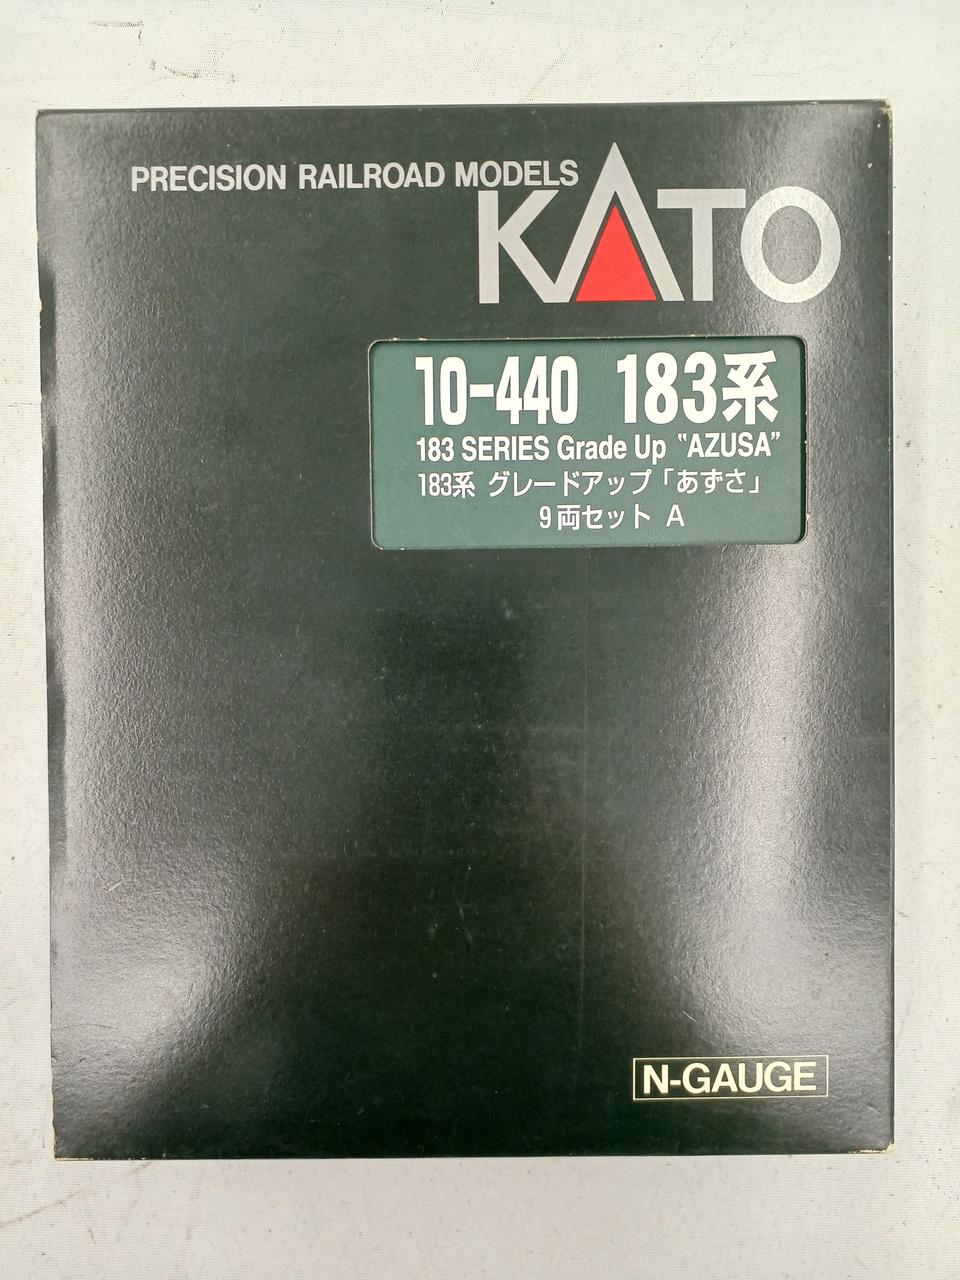 PRECISION RAILROAD MODELS
KATO
10-440 183系
183 SERIES Grade Up "AZUSA"
183系 グレードアップ「あずさ」
9両セット A
N-GAUGE